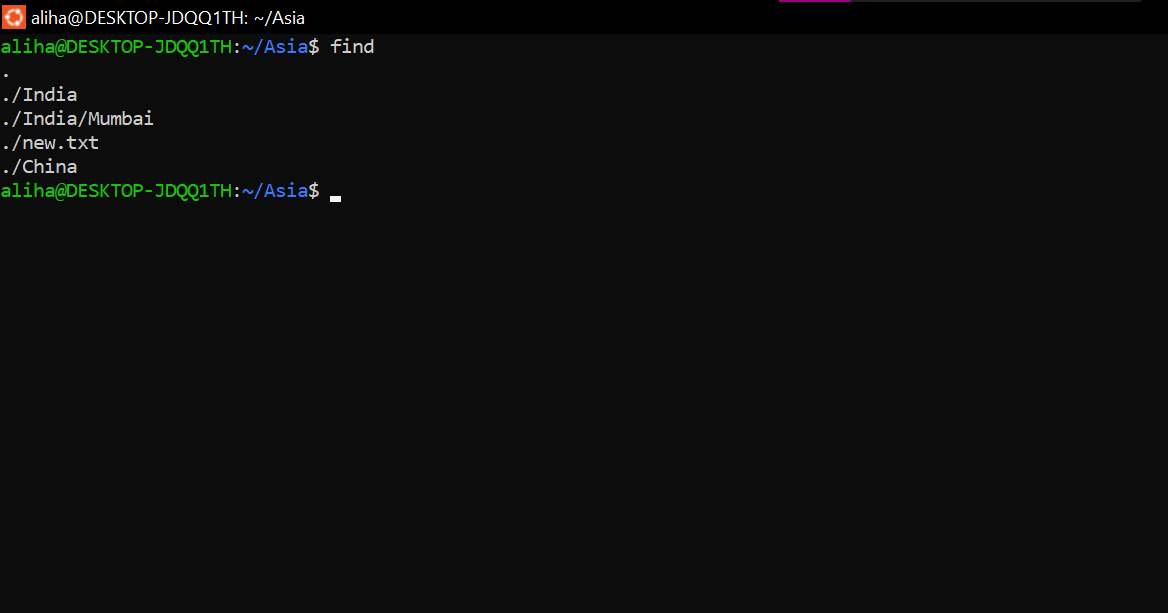 aliha@DESKTOP-JDQQ1TH: ~/Asia
aliha@DESKTOP-JDQQ1TH:~/Asia$ find
.
./India
./India/Mumbai
./new.txt
./China
aliha@DESKTOP-JDQQ1TH:~/Asia$